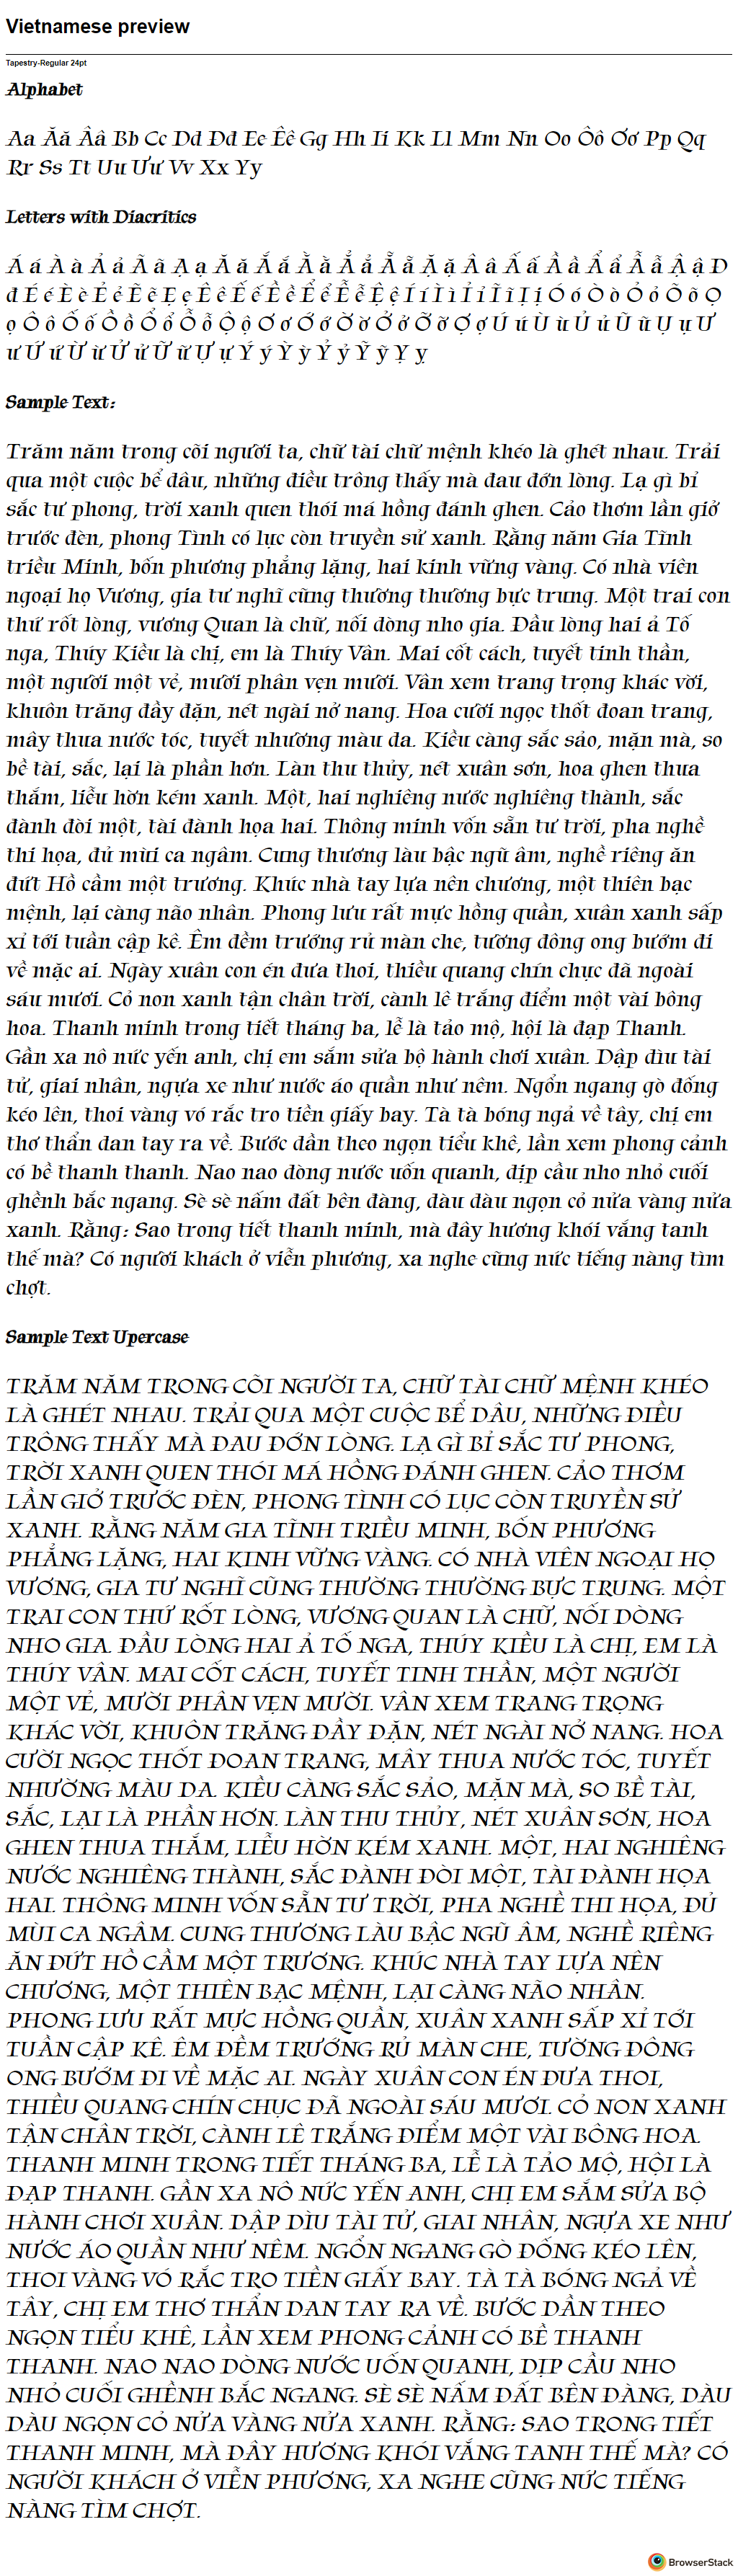 Vietnamese preview
Tapestry-Regular 24pt
Alphabet
Aa Ăă Ââ Bb Cc Dd Đđ Ee Êê Gg Hh Ii Kk Ll Mm Nn Oo Ôô Ơơ Pp Qq
Rr Ss Tt Uu Ưư Vv Xx Yy
Letters with Diacritics
Á á À à Ả ả Ã ã Ạ ạ Ă ă Ắ ắ Ằ ằ Ẳ ẳ Ẵ ẵ Ặ ặ Â â Ấ ấ Ầ ầ Ẩ ẩ Ẫ ẫ Ậ ậ Đ
đ É é È è Ẻ ẻ Ẽ ẽ Ẹ ẹ Ê ê Ế ế Ề ề Ể ể Ễ ễ Ệ ệ Í í Ì ì Ỉ ỉ Ĩ ĩ Ị ị Ó ó Ò ò Ỏ ỏ Õ õ Ọ
ọ Ô ô Ố ố Ồ ồ Ổ ổ Ỗ ỗ Ộ ộ Ơ ơ Ớ ớ Ờ ờ Ở ở Ỡ ỡ Ợ ợ Ú ú Ù ù Ủ ủ Ũ ũ Ụ ụ Ư
ư Ứ ứ Ừ ừ Ử ử Ữ ữ Ự ự Ý ý Ỳ ỳ Ỷ ỷ Ỹ ỹ Ỵ ỵ
Sample Text:
Trăm năm trong cõi người ta, chữ tài chữ mệnh khéo là ghét nhau. Trải
qua một cuộc bể dâu, những điều trông thấy mà đau đớn lòng. Lạ gì bỉ
sắc tư phong, trời xanh quen thói má hồng đánh ghen. Cảo thơm lần giở
trước đèn, phong Tình có lục còn truyền sử xanh. Rằng năm Gia Tĩnh
triều Minh, bốn phương phẳng lặng, hai kinh vững vàng. Có nhà viên
ngoại họ Vương, gia tư nghĩ cũng thường thường bực trung. Một trai con
thứ rốt lòng, vương Quan là chữ, nối dòng nho gia. Đầu lòng hai ả Tố
nga, Thúy Kiều là chị, em là Thúy Vân. Mai cốt cách, tuyết tinh thần,
một người một vẻ, mười phân vẹn mười. Vân xem trang trọng khác vời,
khuôn trăng đầy đặn, nét ngài nở nang. Hoa cười ngọc thốt đoan trang,
mây thua nước tóc, tuyết nhường màu da. Kiều càng sắc sảo, mặn mà, so
bề tài, sắc, lại là phần hơn. Làn thu thủy, nét xuân sơn, hoa ghen thua
thắm, liễu hờn kém xanh. Một, hai nghiêng nước nghiêng thành, sắc
đành đòi một, tài đành họa hai. Thông minh vốn sẵn tư trời, pha nghề
thi họa, đủ mùi ca ngâm. Cung thương làu bậc ngũ âm, nghề riêng ăn
đứt Hồ cầm một trương. Khúc nhà tay lựa nên chương, một thiên bạc
mệnh, lại càng não nhân. Phong lưu rất mực hồng quần, xuân xanh sấp
xỉ tới tuần cập kê. Êm đềm trướng rủ màn che, tường đông ong bướm đi
về mặc ai. Ngày xuân con én đưa thoi, thiều quang chín chục đã ngoài
sáu mươi. Cỏ non xanh tận chân trời, cành lê trắng điểm một vài bông
hoa. Thanh minh trong tiết tháng ba, lễ là tảo mộ, hội là đạp Thanh.
Gần xa nô nức yến anh, chị em sắm sửa bộ hành chơi xuân. Dập dìu tài
tử, giai nhân, ngựa xe như nước áo quần như nêm. Ngổn ngang gò đống
kéo lên, thoi vàng vó rắc tro tiền giấy bay. Tà tà bóng ngả về tây, chị em
thơ thẩn dan tay ra về. Bước dần theo ngọn tiểu khê, lần xem phong cảnh
có bề thanh thanh. Nao nao dòng nước uốn quanh, dịp cầu nho nhỏ cuối
ghềnh bắc ngang. Sè sè nấm đất bên đàng, dàu dàu ngọn cỏ nửa vàng nửa
xanh. Rằng: Sao trong tiết thanh minh, mà đây hương khói vắng tanh
thế mà? Có người khách ở viễn phương, xa nghe cũng nức tiếng nàng tìm
chợt.
Sample Text Upercase
TRĂM NĂM TRONG CÕI NGƯỜI TA, CHỮ TÀI CHỮ MỆNH KHÉO
LÀ GHÉT NHAU. TRẢI QUA MỘT CUỘC BỂ DÂU, NHỮNG ĐIỀU
TRÔNG THẤY MÀ ĐAU ĐỚN LÒNG. LẠ GÌ BỈ SẮC TƯ PHONG,
TRỜI XANH QUEN THÓI MÁ HỒNG ĐÁNH GHEN. CẢO THƠM
LẦN GIỞ TRƯỚC ĐÈN, PHONG TÌNH CÓ LỤC CÒN TRUYỀN SỬ
XANH. RẰNG NĂM GIA TĨNH TRIỀU MINH, BỐN PHƯƠNG
PHẲNG LẶNG, HAI KINH VỮNG VÀNG. CÓ NHÀ VIÊN NGOẠI HỌ
VƯƠNG, GIA TƯ NGHĨ CŨNG THƯỜNG THƯỜNG BỰC TRUNG. MỘT
TRAI CON THỨ RỐT LÒNG, VƯƠNG QUAN LÀ CHỮ, NỐI DÒNG
NHO GIA. ĐẦU LÒNG HAI Ả TỐ NGA, THÚY KIỀU LÀ CHỊ, EM LÀ
THÚY VÂN. MAI CỐT CÁCH, TUYẾT TINH THẦN, MỘT NGƯỜI
MỘT VẺ, MƯỜI PHÂN VẸN MƯỜI. VÂN XEM TRANG TRỌNG
KHÁC VỜI, KHUÔN TRĂNG ĐẦY ĐẶN, NÉT NGÀI NỞ NANG. HOA
CƯỜI NGỌC THỐT ĐOAN TRANG, MÂY THUA NƯỚC TÓC, TUYẾT
NHƯỜNG MÀU DA. KIỀU CÀNG SẮC SẢO, MẶN MÀ, SO BỀ TÀI,
SẮC, LẠI LÀ PHẦN HƠN. LÀN THU THỦY, NÉT XUÂN SƠN, HOA
GHEN THUA THẮM, LIỄU HỜN KÉM XANH. MỘT, HAI NGHIÊNG
NƯỚC NGHIÊNG THÀNH, SẮC ĐÀNH ĐÒI MỘT, TÀI ĐÀNH HỌA
HAI. THÔNG MINH VỐN SẴN TƯ TRỜI, PHA NGHỀ THI HỌA, ĐỦ
MÙI CA NGÂM. CUNG THƯƠNG LÀU BẬC NGŨ ÂM, NGHỀ RIÊNG
ĂN ĐỨT HỒ CẦM MỘT TRƯƠNG. KHÚC NHÀ TAY LỰA NÊN
CHƯƠNG, MỘT THIÊN BẠC MỆNH, LẠI CÀNG NÃO NHÂN.
PHONG LƯU RẤT MỰC HỒNG QUẦN, XUÂN XANH SẤP XỈ TỚI
TUẦN CẬP KÊ. ÊM ĐỀM TRƯỚNG RỦ MÀN CHE, TƯỜNG ĐÔNG
ONG BƯỚM ĐI VỀ MẶC AI. NGÀY XUÂN CON ÉN ĐƯA THOI,
THIỀU QUANG CHÍN CHỤC ĐÃ NGOÀI SÁU MƯƠI. CỎ NON XANH
TẬN CHÂN TRỜI, CÀNH LÊ TRẮNG ĐIỂM MỘT VÀI BÔNG HOA.
THANH MINH TRONG TIẾT THÁNG BA, LỄ LÀ TẢO MỘ, HỘI LÀ
ĐẠP THANH. GẦN XA NÔ NỨC YẾN ANH, CHỊ EM SẮM SỬA BỘ
HÀNH CHƠI XUÂN. DẬP DÌU TÀI TỬ, GIAI NHÂN, NGỰA XE NHƯ
NƯỚC ÁO QUẦN NHƯ NÊM. NGỔN NGANG GÒ ĐỐNG KÉO LÊN,
THOI VÀNG VÓ RẮC TRO TIỀN GIẤY BAY. TÀ TÀ BÓNG NGẢ VỀ
TÂY, CHỊ EM THƠ THẨN DAN TAY RA VỀ. BƯỚC DẦN THEO
NGỌN TIỂU KHÊ, LẦN XEM PHONG CẢNH CÓ BỀ THANH
THANH. NAO NAO DÒNG NƯỚC UỐN QUANH, DỊP CẦU NHO
NHỎ CUỐI GHỀNH BẮC NGANG. SÈ SÈ NẤM ĐẤT BÊN ĐÀNG, DÀU
DÀU NGỌN CỎ NỬA VÀNG NỬA XANH. RẰNG: SAO TRONG TIẾT
THANH MINH, MÀ ĐÂY HƯƠNG KHÓI VẮNG TANH THẾ MÀ? CÓ
NGƯỜI KHÁCH Ở VIỄN PHƯƠNG, XA NGHE CŨNG NỨC TIẾNG
NÀNG TÌM CHỢT.
BrowserStack